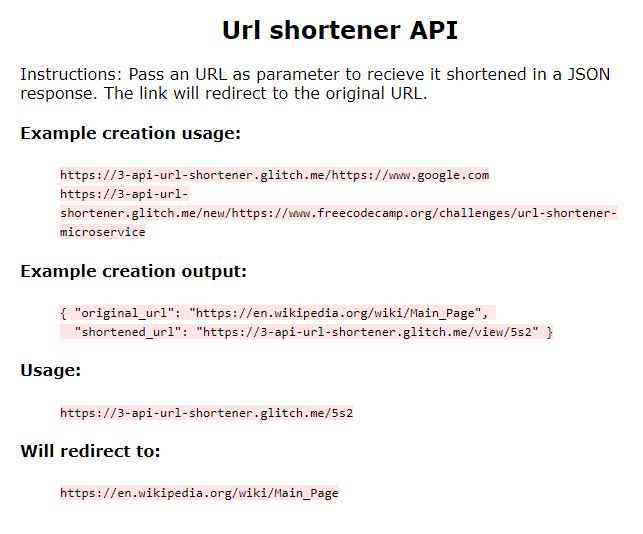 Url shortener API
Instructions: Pass an URL as parameter to recieve it shortened in a JSON
response. The link will redirect to the original URL.
Example creation usage:
https://3-api-url-shortener.glitch.me/https://www.google.com
https://3-api-url-
shortener.glitch.me/new/https://www.freecodecamp.org/challenges/url-shortener-
microservice
Example creation output:
{ "original_url": "https://en.wikipedia.org/wiki/Main_Page",
"shortened_url": "https://3-api-url-shortener.glitch.me/view/5s2" }
Usage:
https://3-api-url-shortener.glitch.me/5s2
Will redirect to:
https://en.wikipedia.org/wiki/Main_Page